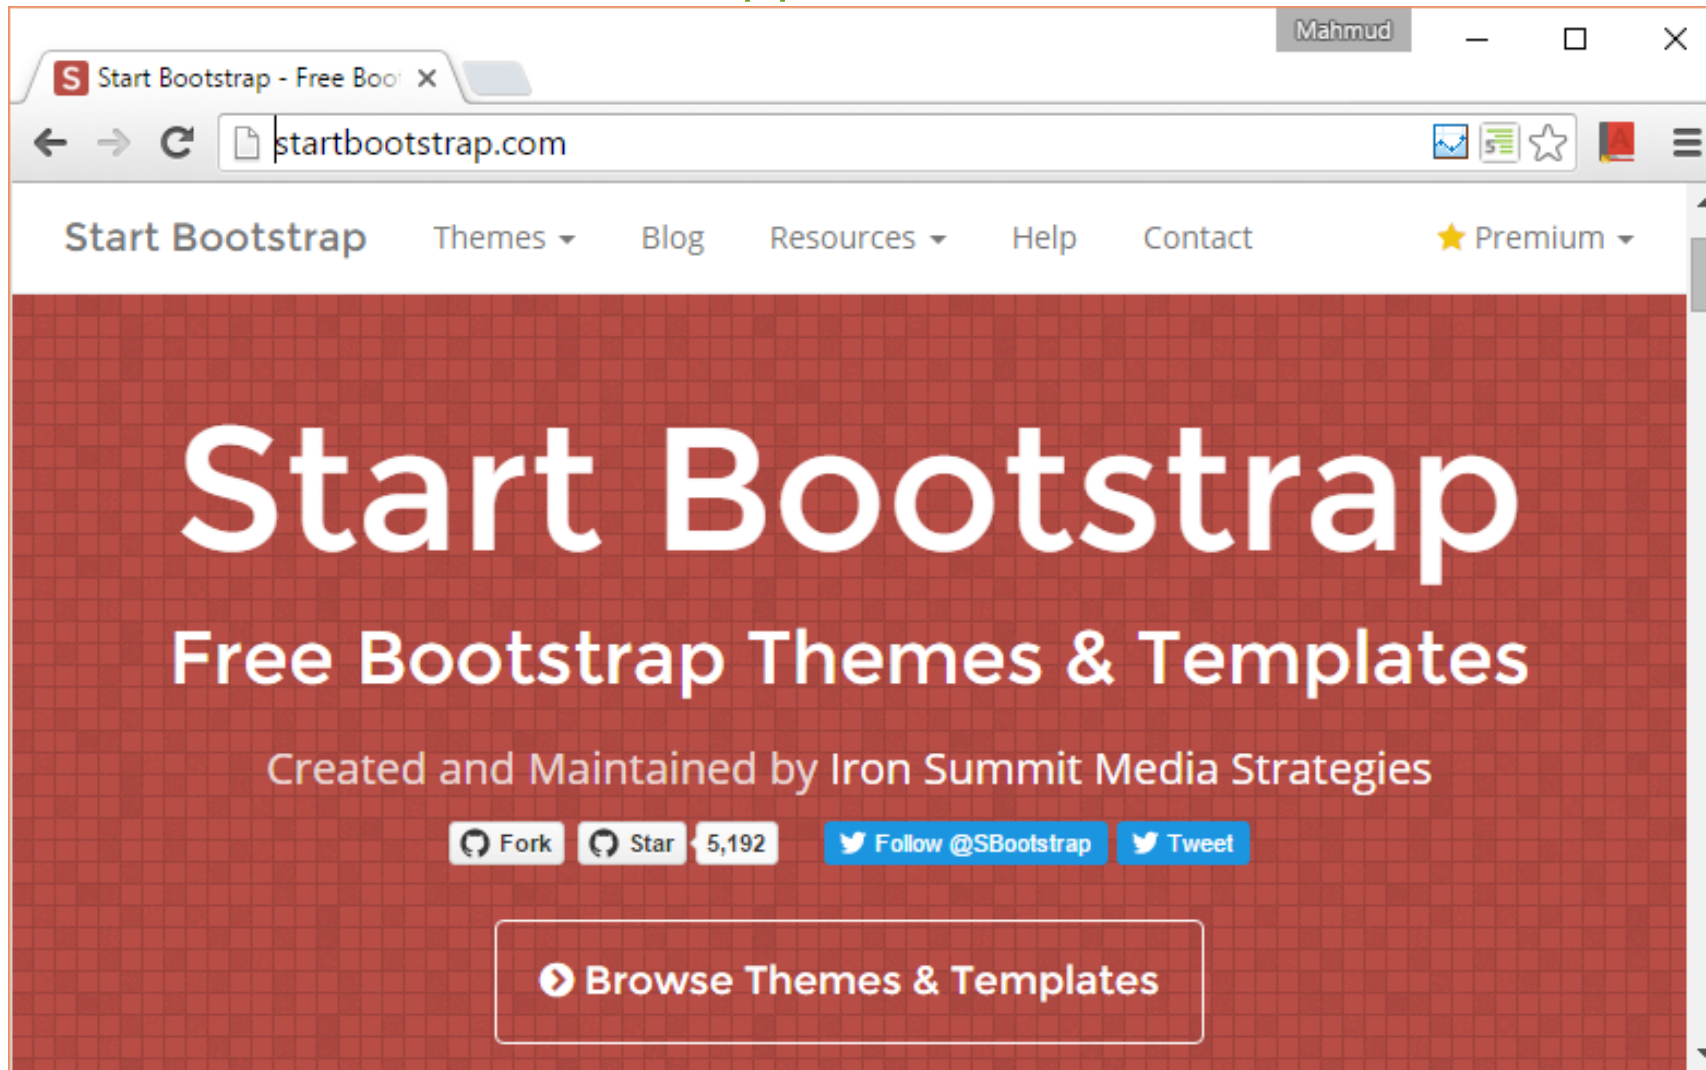 Mahmud
S Start Bootstrap - Free Boot
startbootstrap.com
Start Bootstrap Themes Blog Resources Help Contact Premium
Start Bootstrap
Free Bootstrap Themes & Templates
Created and Maintained by Iron Summit Media Strategies
Fork Star 5,192 Follow @SBootstrap Tweet
Browse Themes & Templates